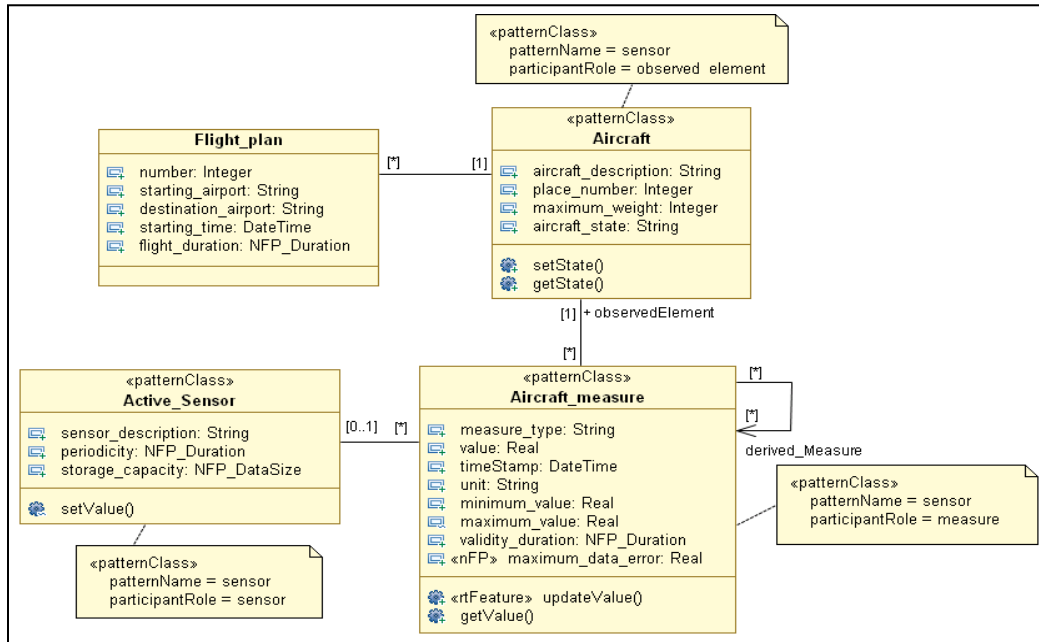 «patternClass»
patternName = sensor
participantRole = observed element
«patternClass»
Aircraft
aircraft_description: String
place_number: Integer
maximum_weight: Integer
aircraft_state: String
setState()
getState()
Flight_plan
number: Integer
starting_airport: String
destination_airport: String
starting_time: DateTime
flight_duration: NFP_Duration
[*]
[1]
[1] + observedElement
[*]
«patternClass»
Active_Sensor
sensor_description: String
periodicity: NFP_Duration
storage_capacity: NFP_DataSize
setValue()
[0..1]
[*]
«patternClass»
Aircraft_measure
measure_type: String
value: Real
timeStamp: DateTime
unit: String
minimum_value: Real
maximum_value: Real
validity_duration: NFP_Duration
«nFP» maximum_data_error: Real
«rtFeature» updateValue()
getValue()
[*]
[*]
derived_Measure
«patternClass»
patternName = sensor
participantRole = measure
«patternClass»
patternName = sensor
participantRole = sensor